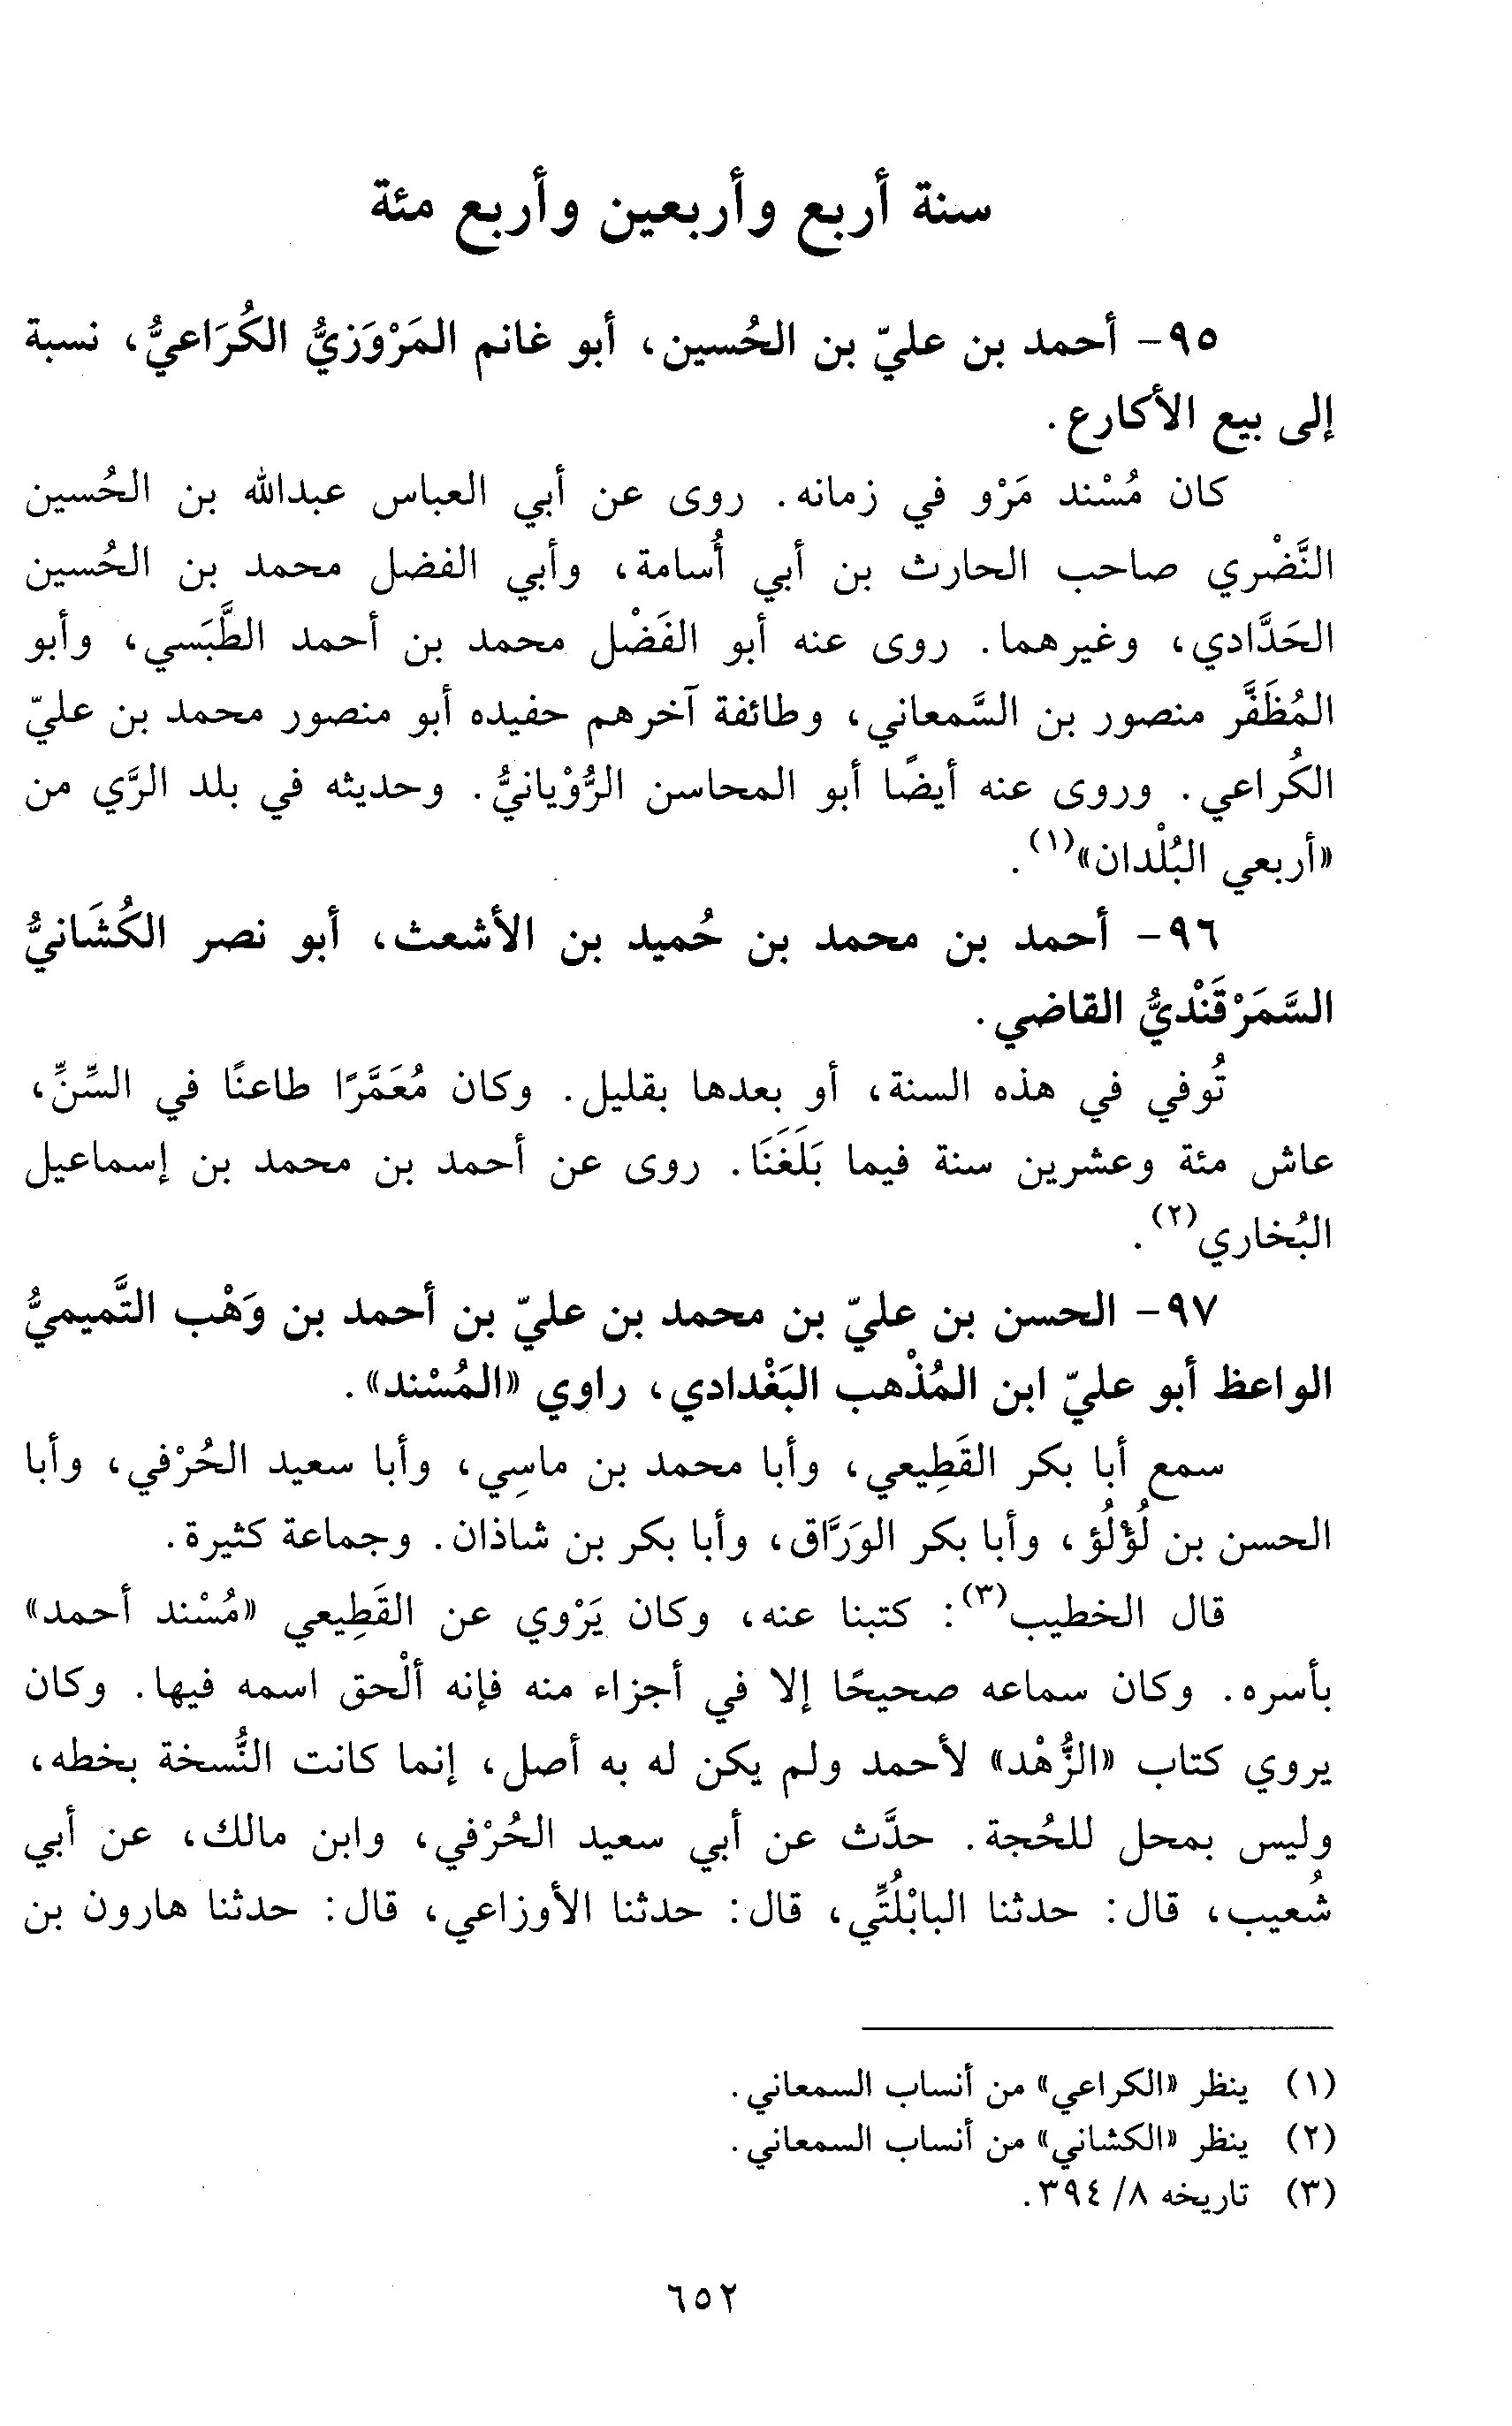 سنة أربع وأربعين وأربع مئة
٩٥- أحمد بن عليّ بن الحُسين، أبو غانم المَرْوَزيُّ الكُرَاعيُّ، نسبة
إلى بيع الأكارع.
كان مُسْند مَرْو في زمانه. روى عن أبي العباس عبدالله بن الحُسين
النَّضْري صاحب الحارث بن أبي أُسامة، وأبي الفضل محمد بن الحُسين
الحَدَّادي، وغيرهما. روى عنه أبو الفَضْل محمد بن أحمد الطَّبَسي، وأبو
المُظَفَّر منصور بن السَّمعاني، وطائفة آخرهم حفيده أبو منصور محمد بن عليّ
الكُراعي. وروى عنه أيضًا أبو المحاسن الرُّوْيانيُّ. وحديثه في بلد الرَّي من
«أربعي البُلْدان»(١).
٩٦- أحمد بن محمد بن حُميد بن الأشعث، أبو نصر الكُشَانيُّ
السَّمَرْقَنْديُّ القاضي.
تُوفي في هذه السنة، أو بعدها بقليل. وكان مُعَمَّرًا طاعنًا في السِّنِّ،
عاش مئة وعشرين سنة فيما بَلَغَنَا. روى عن أحمد بن محمد بن إسماعيل
البُخاري(٢).
٩٧- الحسن بن عليّ بن محمد بن عليّ بن أحمد بن وَهْب التَّميميُّ
الواعظ أبو عليّ ابن المُذْهب البَغْدادي، راوي «المُسْند».
سمع أبا بكر القَطِيعي، وأبا محمد بن ماسِي، وأبا سعيد الحُرْفي، وأبا
الحسن بن لُؤلُؤ، وأبا بكر الوَرَّاق، وأبا بكر بن شاذان. وجماعة كثيرة.
قال الخطيب(٣): كتبنا عنه، وكان يَرْوي عن القَطِيعي «مُسْند أحمد»
بأسره. وكان سماعه صحيحًا إلا في أجزاء منه فإنه ألْحق اسمه فيها. وكان
يروي كتاب «الزُّهْد» لأحمد ولم يكن له به أصل، إنما كانت النُّسخة بخطه،
وليس بمحل للحُجة. حدَّث عن أبي سعيد الحُرْفي، وابن مالك، عن أبي
شُعيب، قال: حدثنا البابْلُتِّي، قال: حدثنا الأوزاعي، قال: حدثنا هارون بن
(١) ينظر «الكراعي» من أنساب السمعاني.
(٢) ينظر «الكشاني» من أنساب السمعاني.
(٣) تاريخه ٨/ ٣٩٤.
٦٥٢